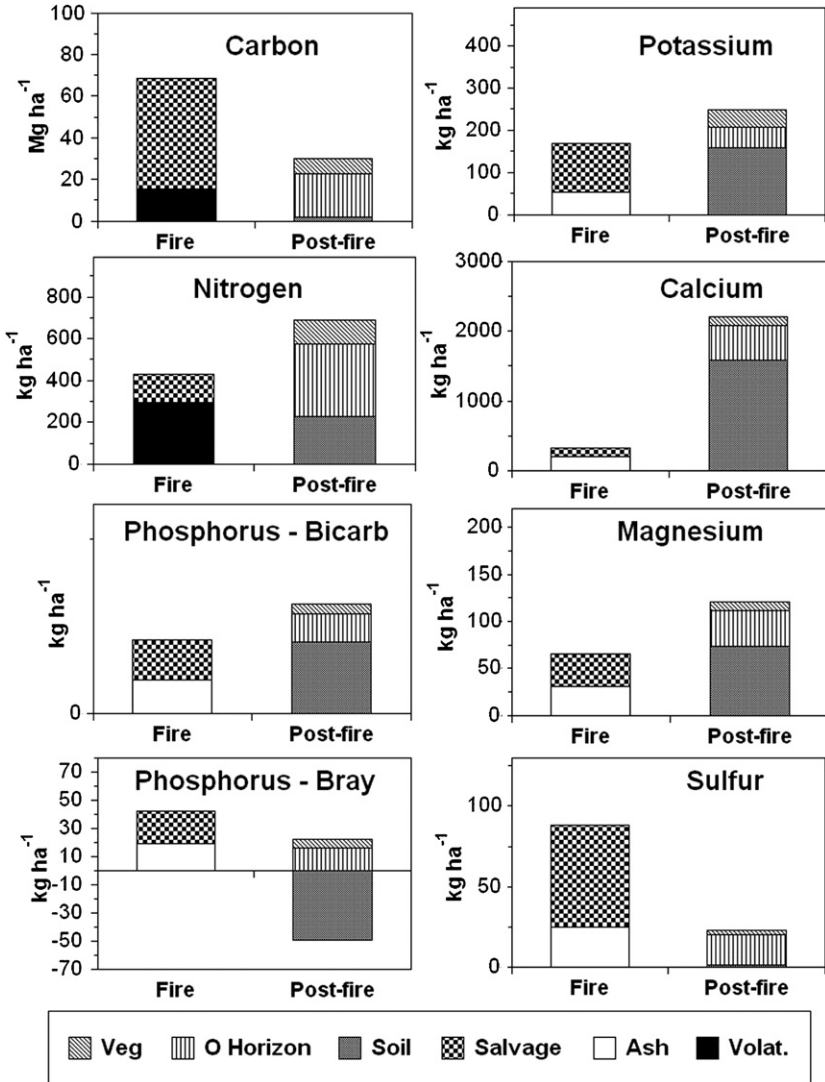 Carbon
Mg ha⁻¹
100
80
60
40
20
0
Fire Post-fire
Potassium
kg ha⁻¹
400
300
200
100
0
Fire Post-fire
Nitrogen
kg ha⁻¹
800
600
400
200
0
Fire Post-fire
Calcium
kg ha⁻¹
3000
2000
1000
0
Fire Post-fire
Phosphorus - Bicarb
kg ha⁻¹
0
Fire Post-fire
Magnesium
kg ha⁻¹
200
150
100
50
0
Fire Post-fire
Phosphorus - Bray
kg ha⁻¹
70
50
30
10
-10
-30
-50
-70
Fire Post-fire
Sulfur
kg ha⁻¹
100
50
0
Fire Post-fire
Veg O Horizon Soil Salvage Ash Volat.